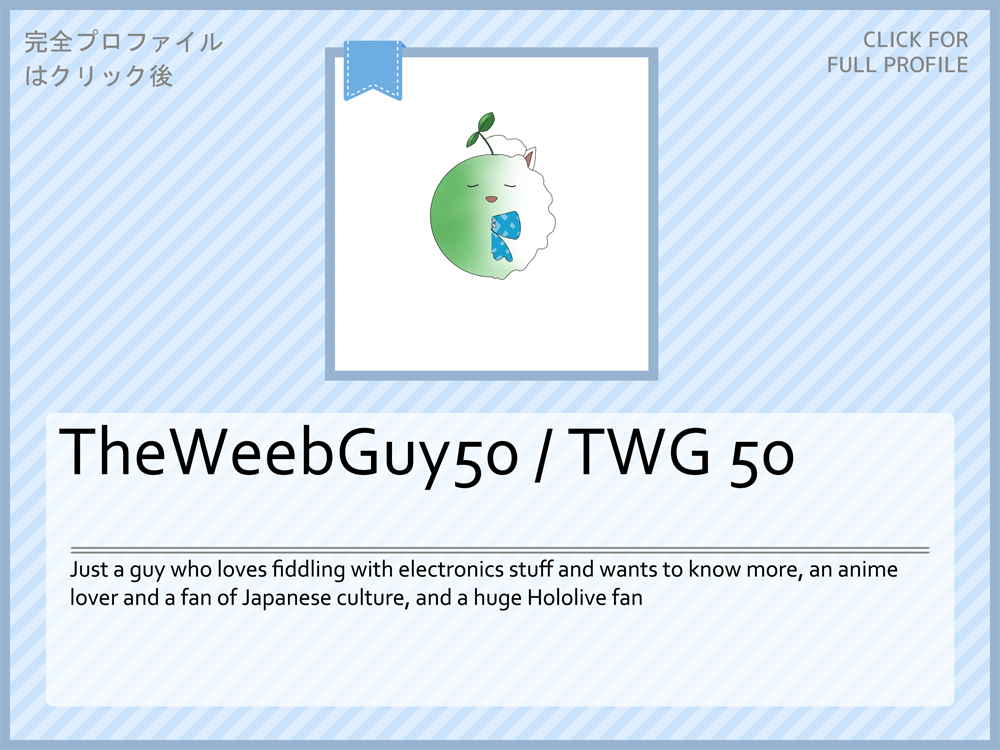 完全プロファイル
はクリック後
CLICK FOR
FULL PROFILE
TheWeebGuy50 / TWG 50
Just a guy who loves fiddling with electronics stuff and wants to know more, an anime
lover and a fan of Japanese culture, and a huge Hololive fan